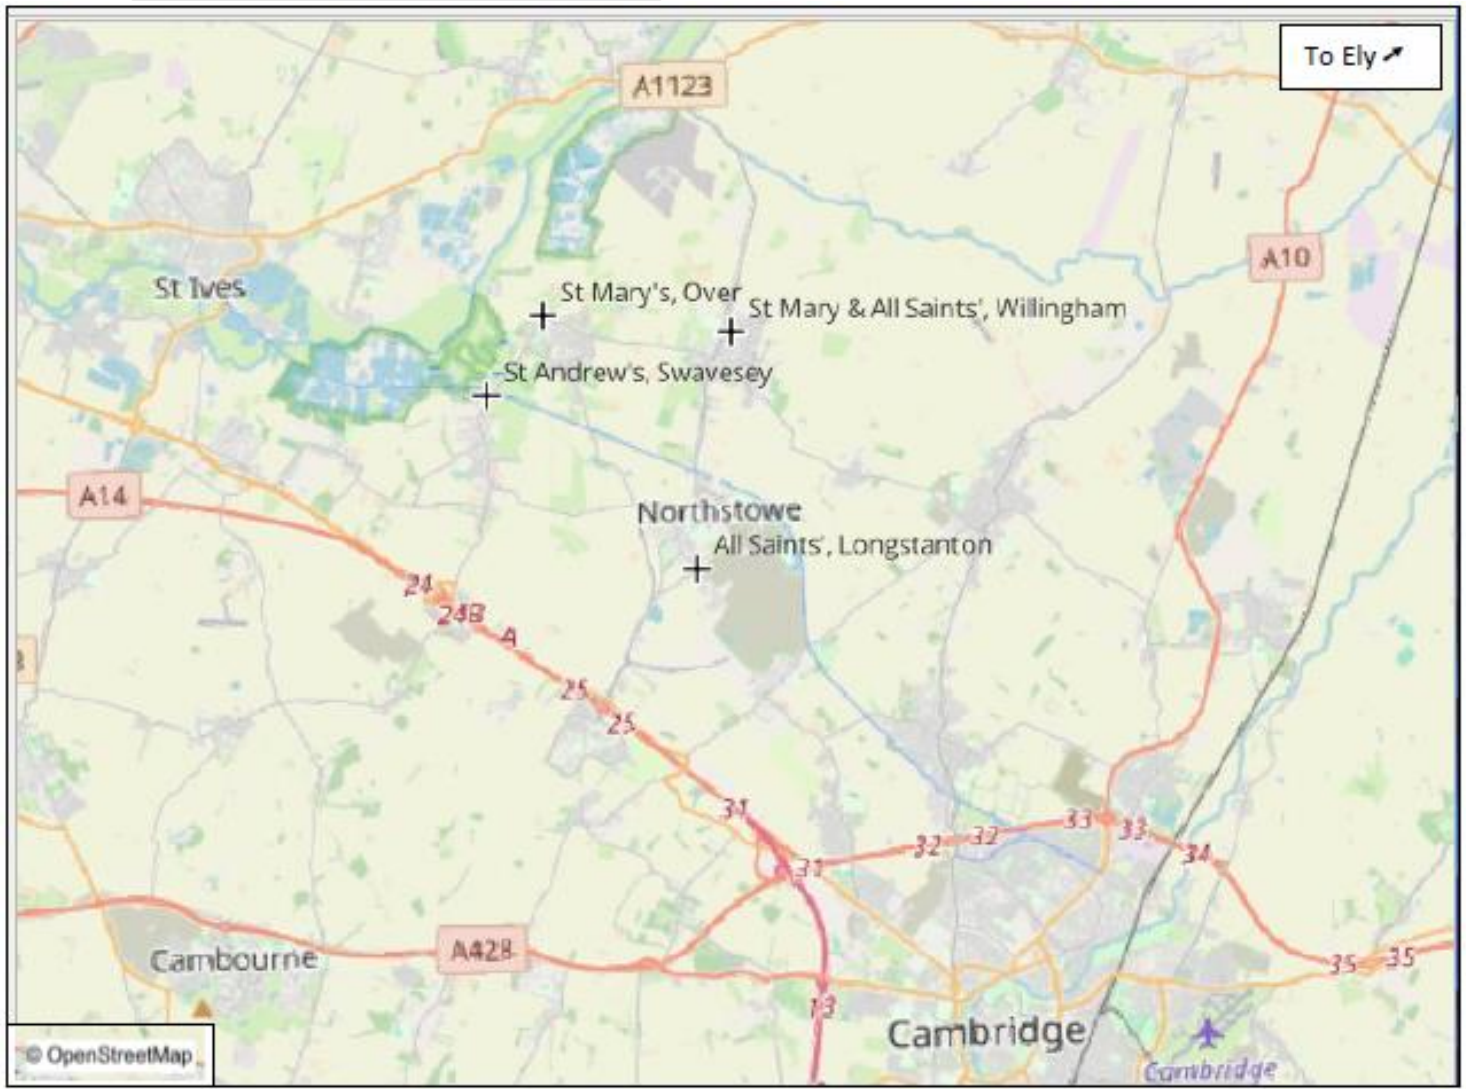 To Ely
A1123
A10
St Ives
St Mary's, Over
St Mary & All Saints', Willingham
St Andrew's, Swavesey
A14
Northstowe
All Saints', Longstanton
24
24B
A
25
25
31
31
32
32
33
33
34
35
35
Cambourne
A428
13
Cambridge
Cambridge
© OpenStreetMap